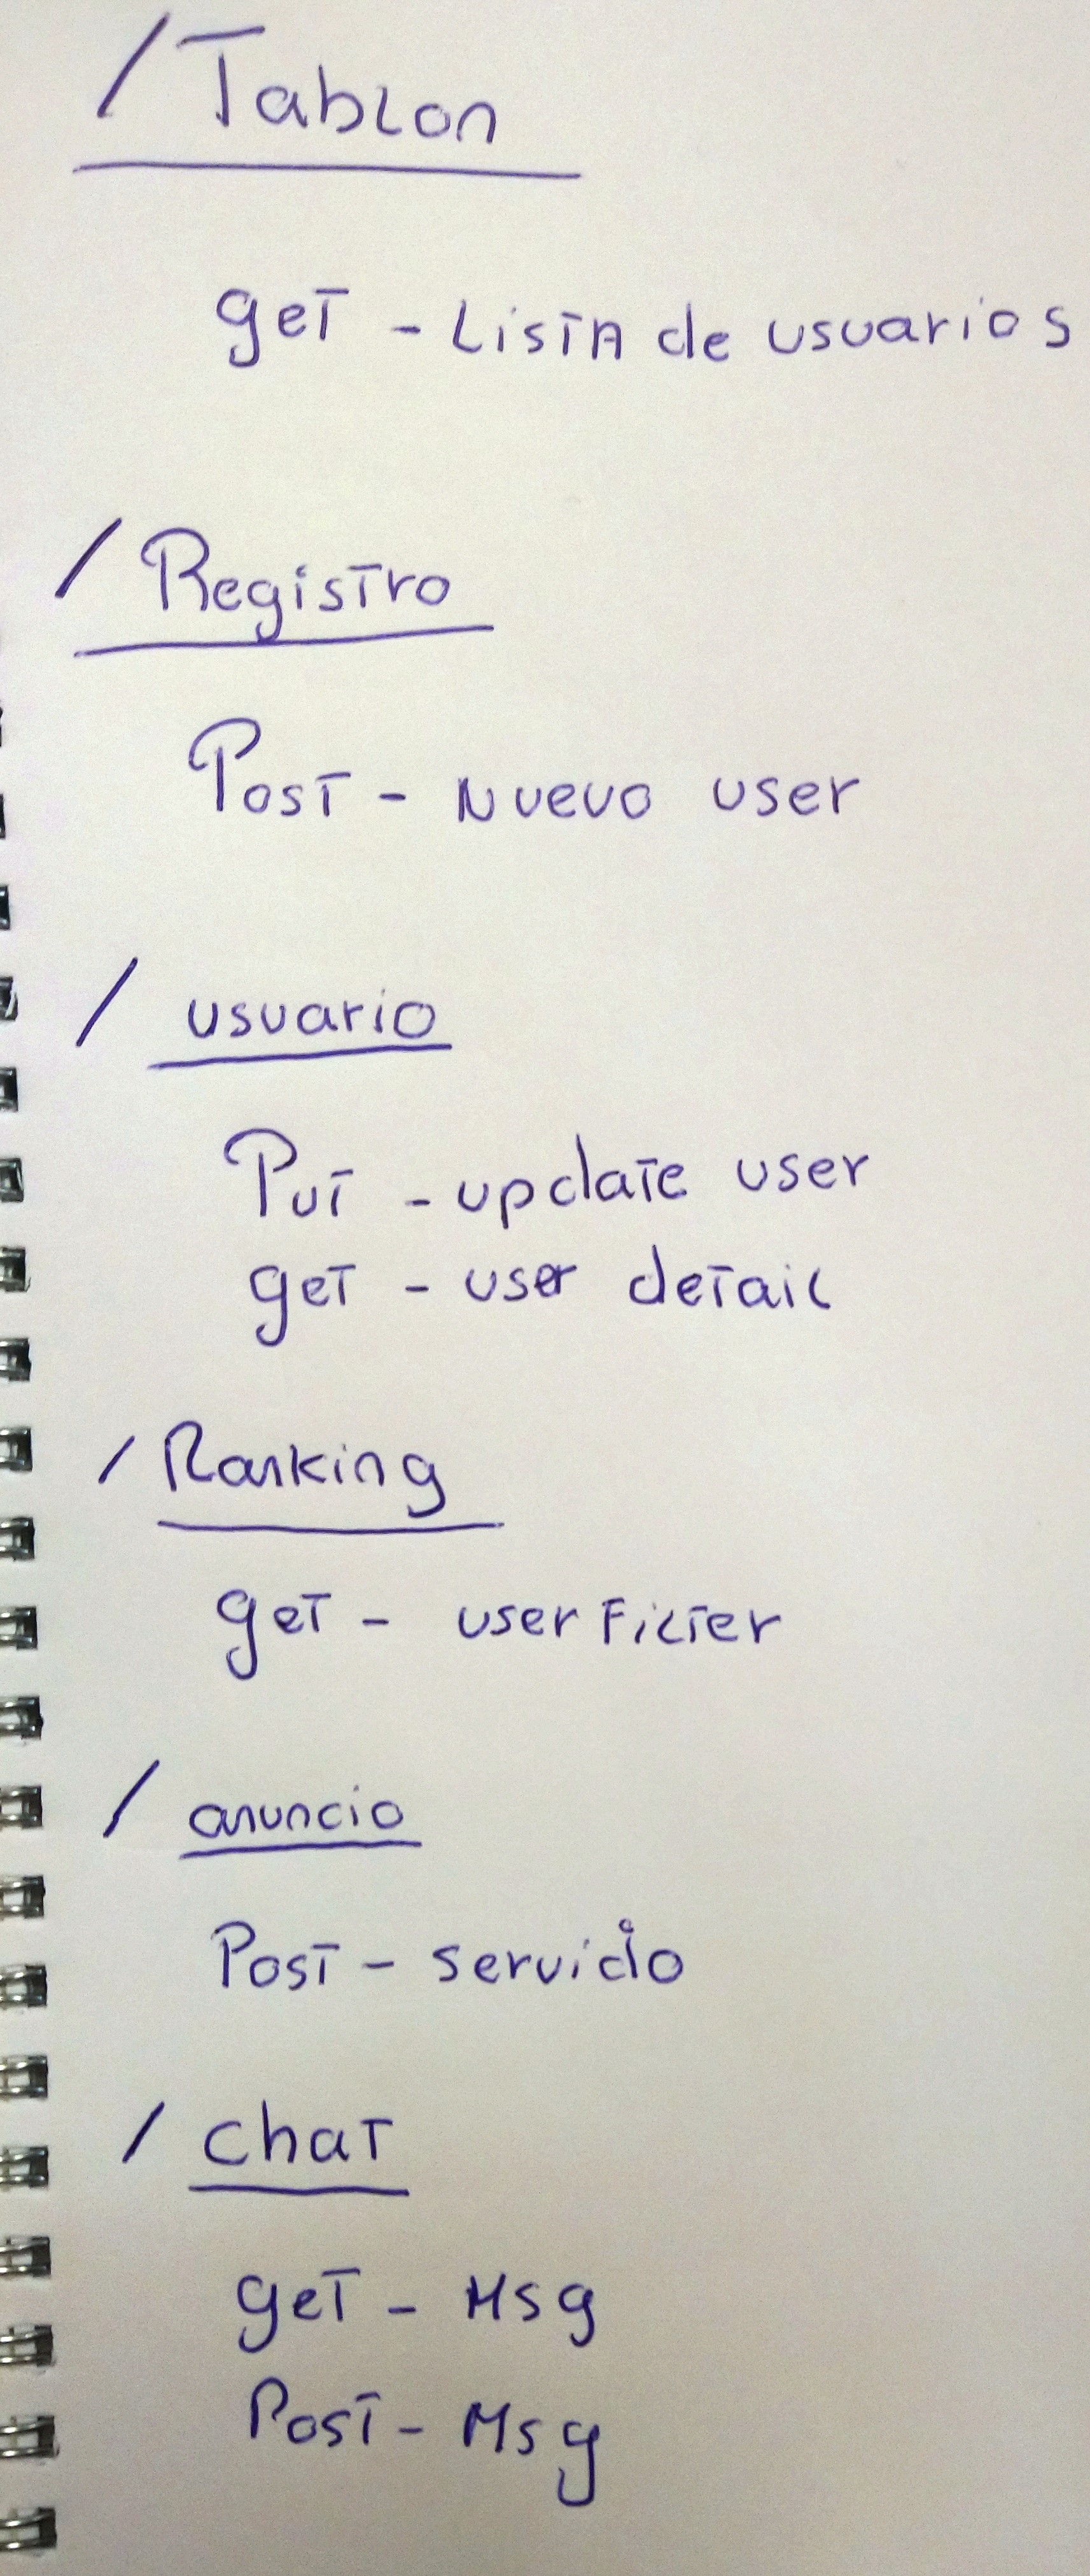 /Tablon
get - Lista de usuarios
/Registro
Post - Nuevo user
/usuario
Put - update user
get - user detail
/Ranking
get - user Filter
/anuncio
Post - servicio
/chat
get - Msg
Post - Msg